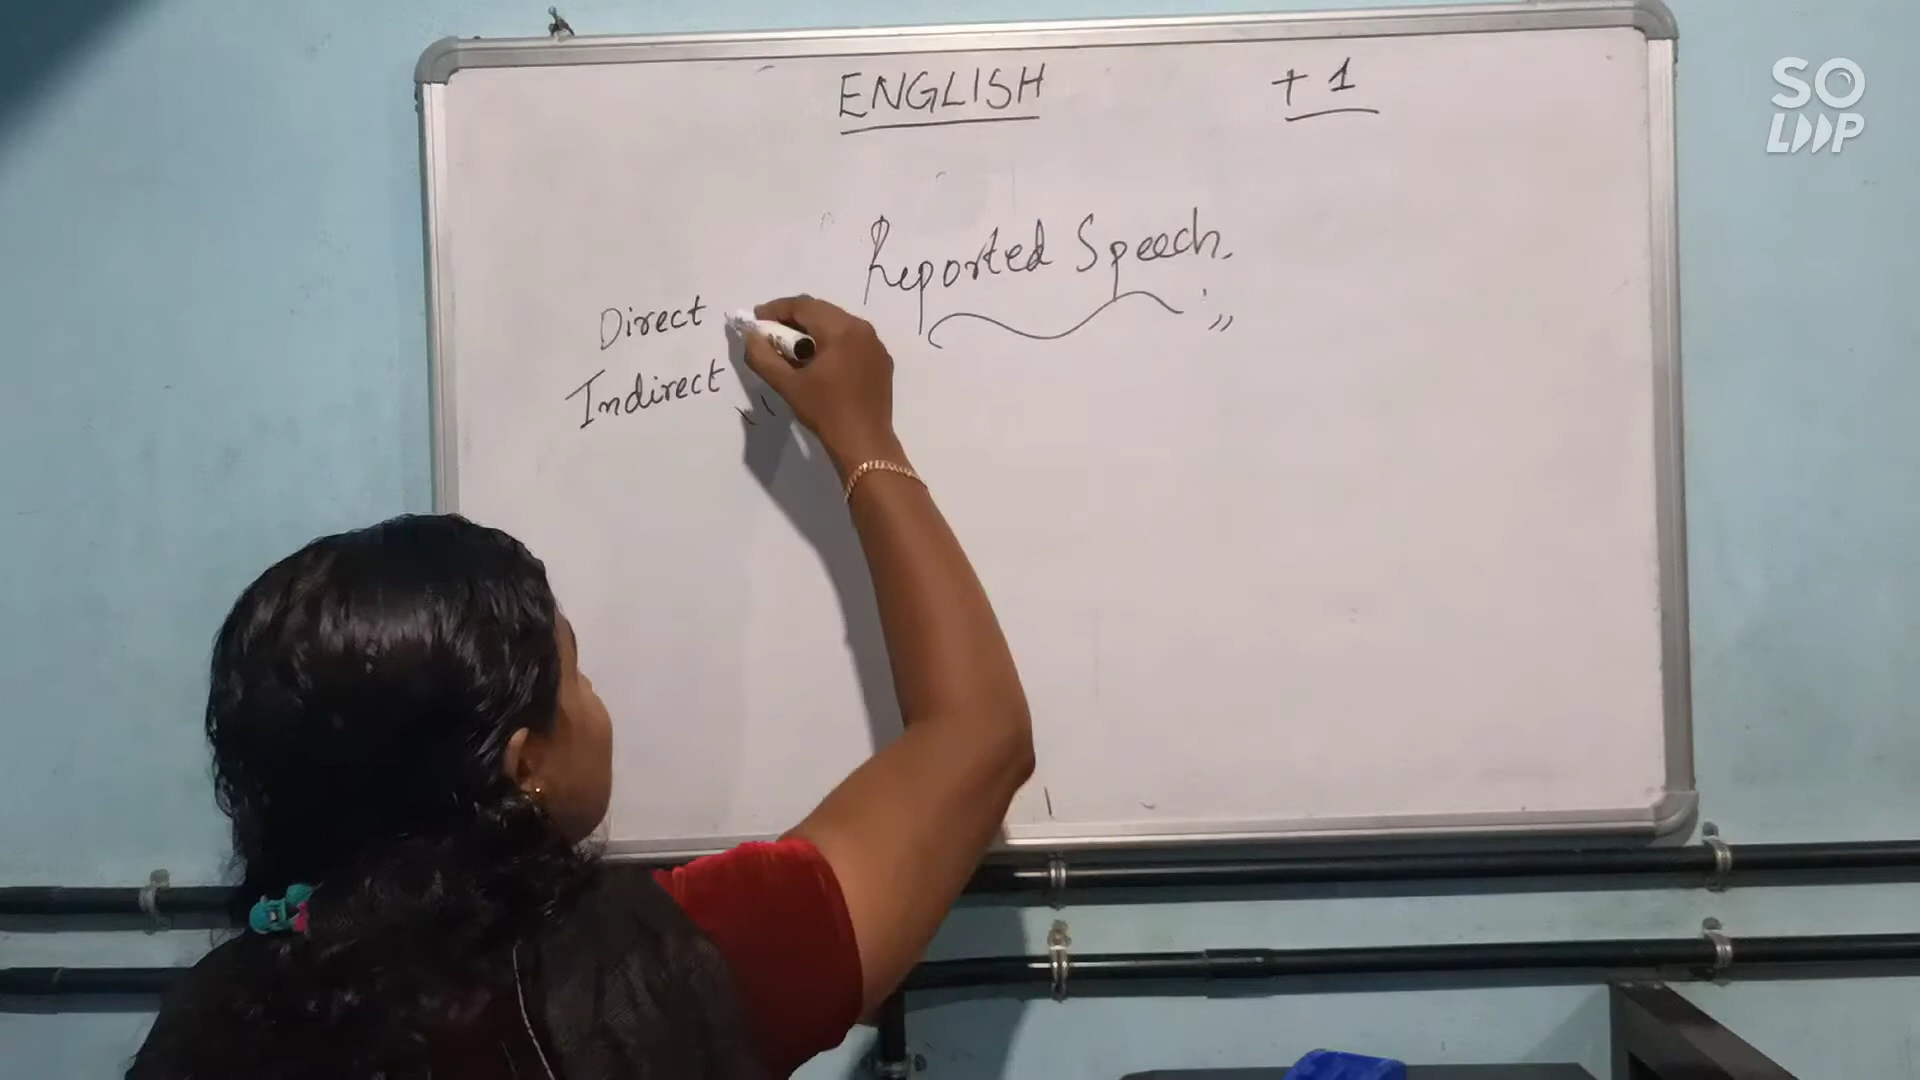 ENGLISH +1
Reported Speech.
Direct
Indirect
SO
LOOP